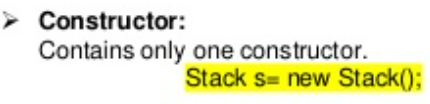 ➤ Constructor:
Contains only one constructor.
Stack s= new Stack();